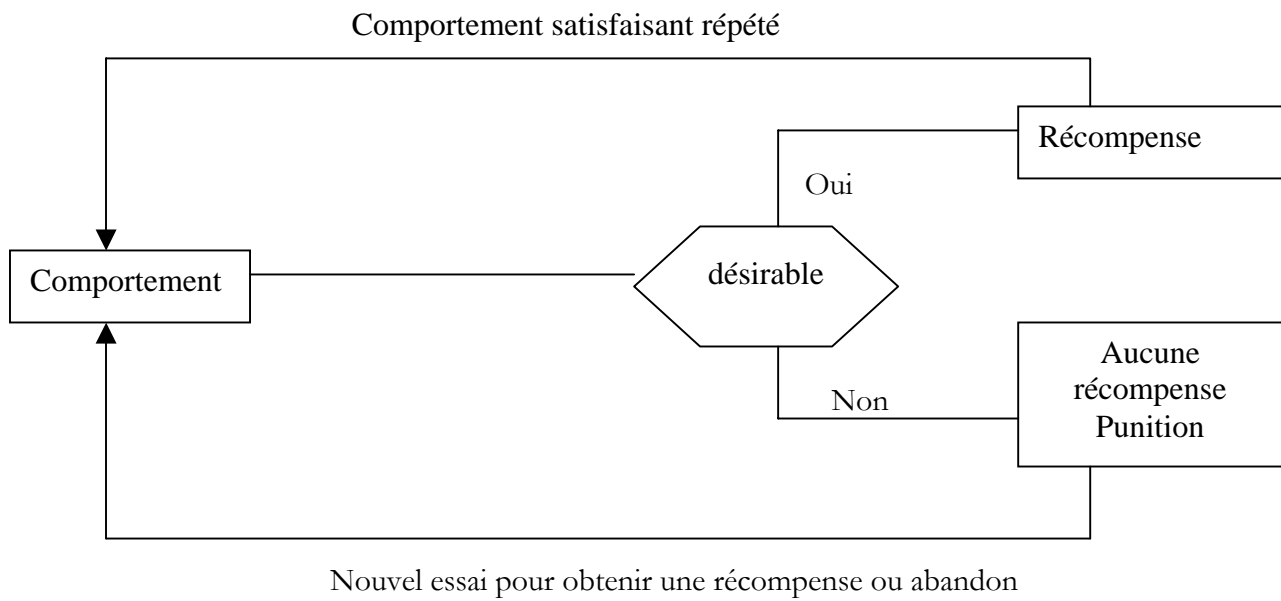 Comportement satisfaisant répété
Récompense
Oui
Comportement
désirable
Aucune
récompense
Punition
Non
Nouvel essai pour obtenir une récompense ou abandon